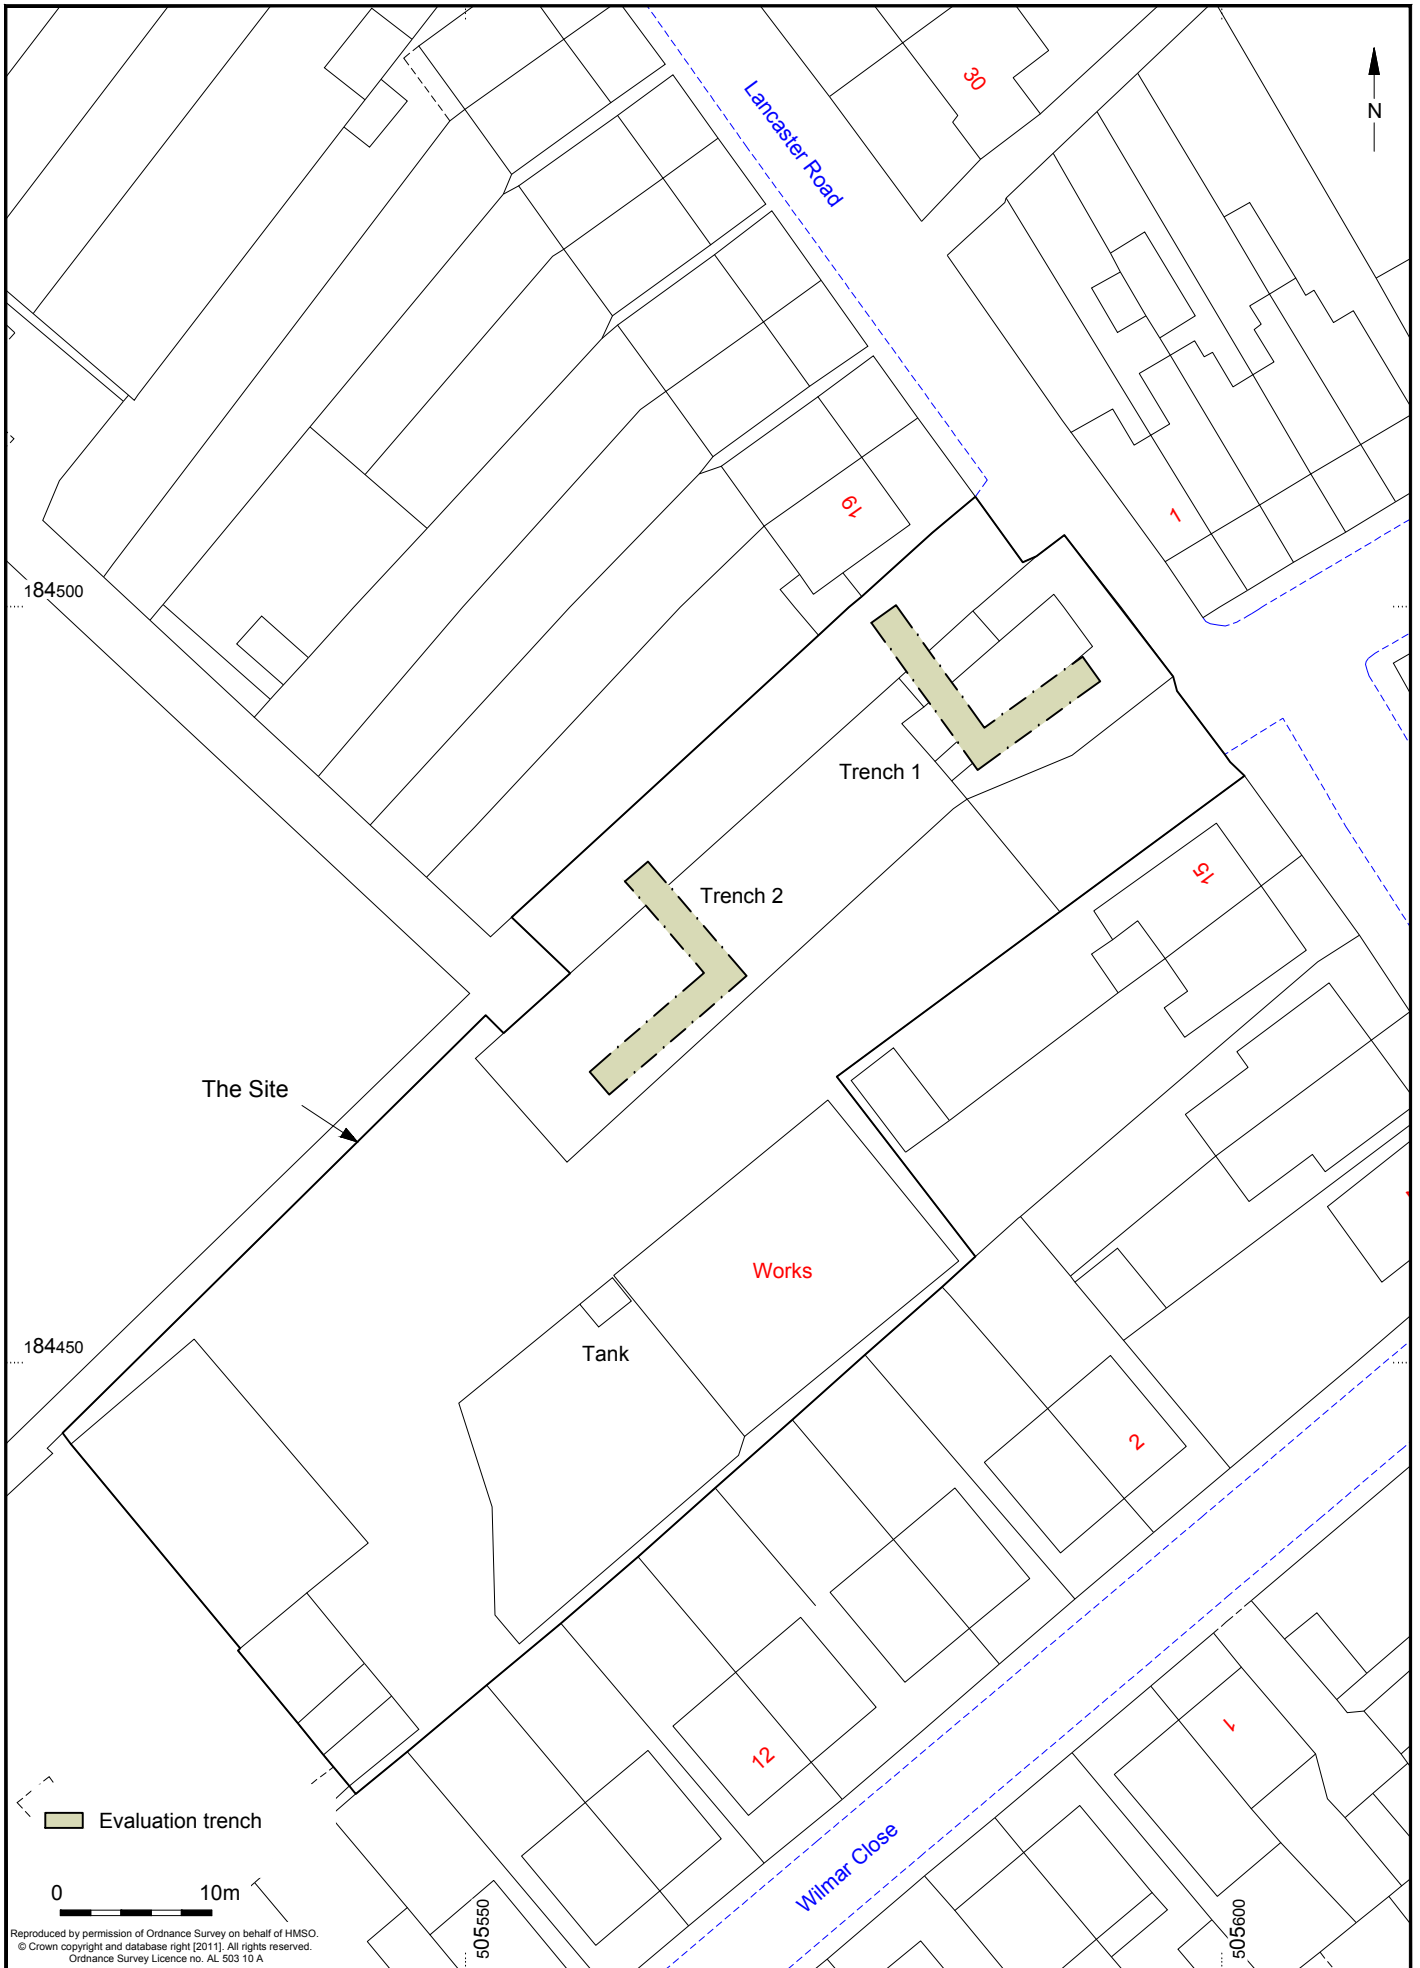 30
Lancaster Road
N
19
1
184500
Trench 1
15
Trench 2
The Site
Works
184450
Tank
2
12
1
Evaluation trench
Wilmar Close
0 10m
505550
505600
Reproduced by permission of Ordnance Survey on behalf of HMSO.
© Crown copyright and database right [2011]. All rights reserved.
Ordnance Survey Licence no. AL 503 10 A